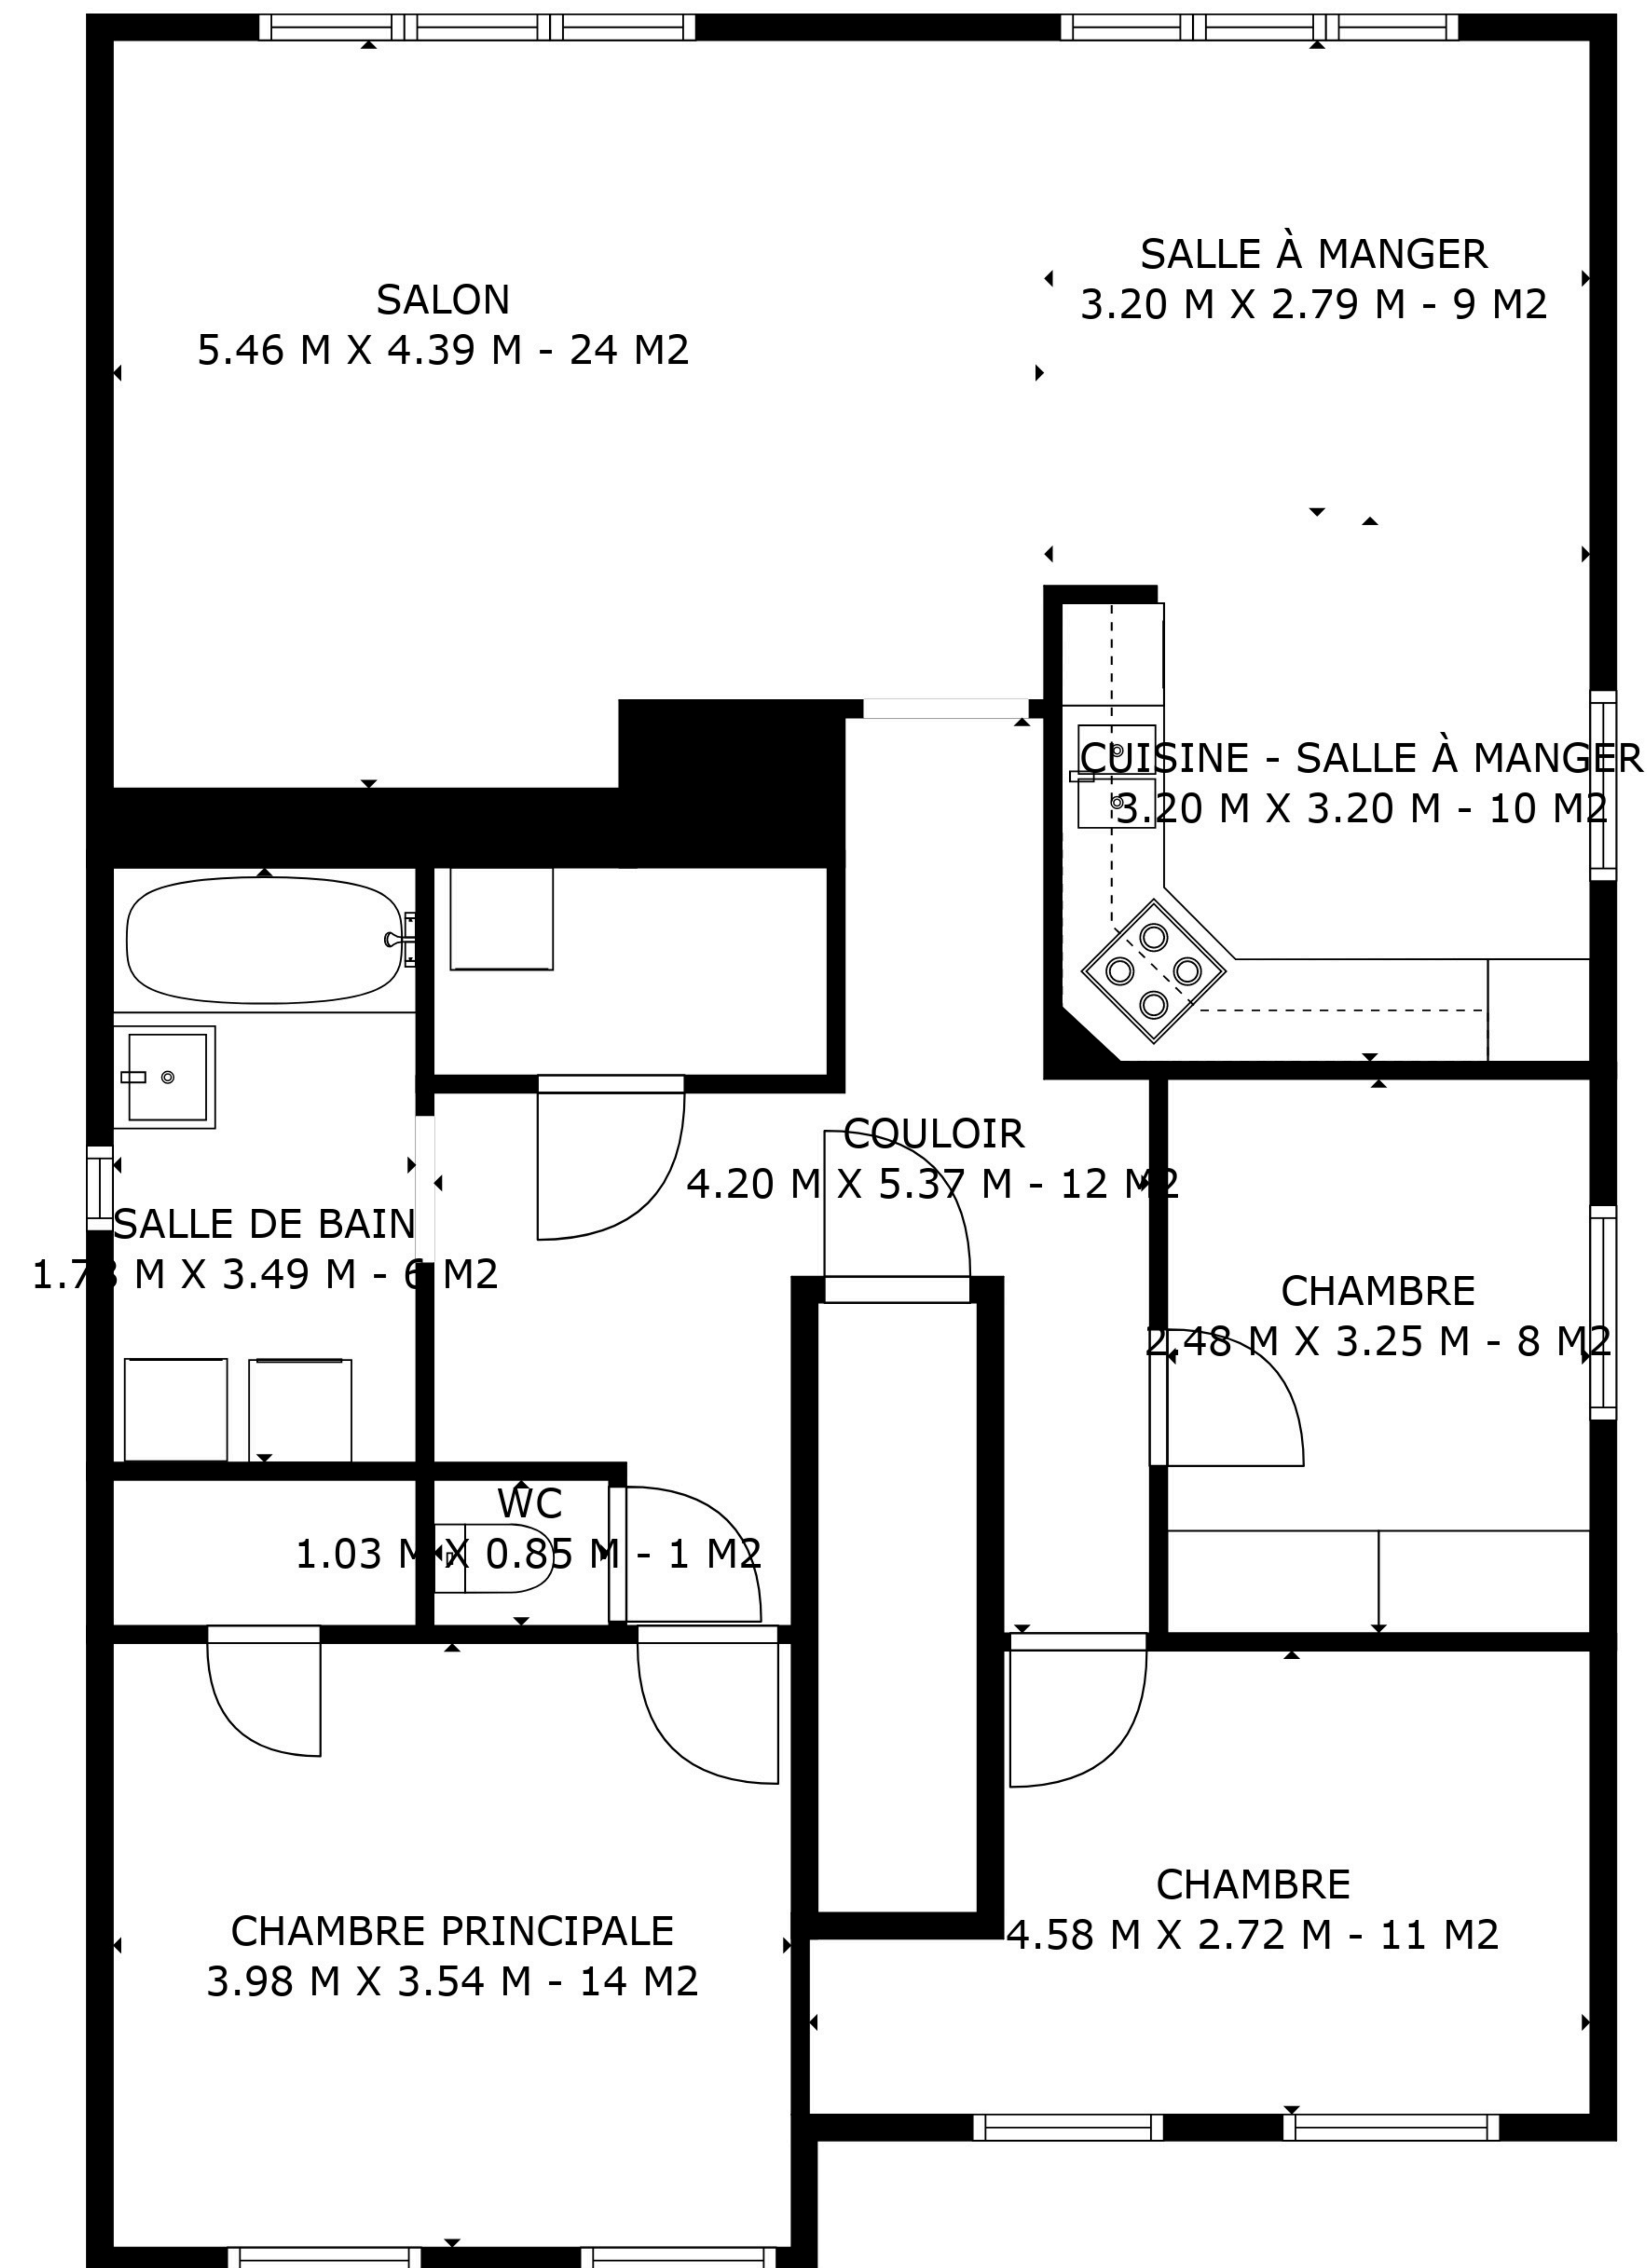 SALLE À MANGER
3.20 M X 2.79 M - 9 M2
SALON
5.46 M X 4.39 M - 24 M2
CUISINE - SALLE À MANGER
3.20 M X 3.20 M - 10 M2
COULOIR
4.20 M X 5.37 M - 12 M2
SALLE DE BAIN
M X 3.49 M - 6 M2
CHAMBRE
2.48 M X 3.25 M - 8 M2
WC
1.03 M X 0.85 M - 1 M2
CHAMBRE
4.58 M X 2.72 M - 11 M2
CHAMBRE PRINCIPALE
3.98 M X 3.54 M - 14 M2